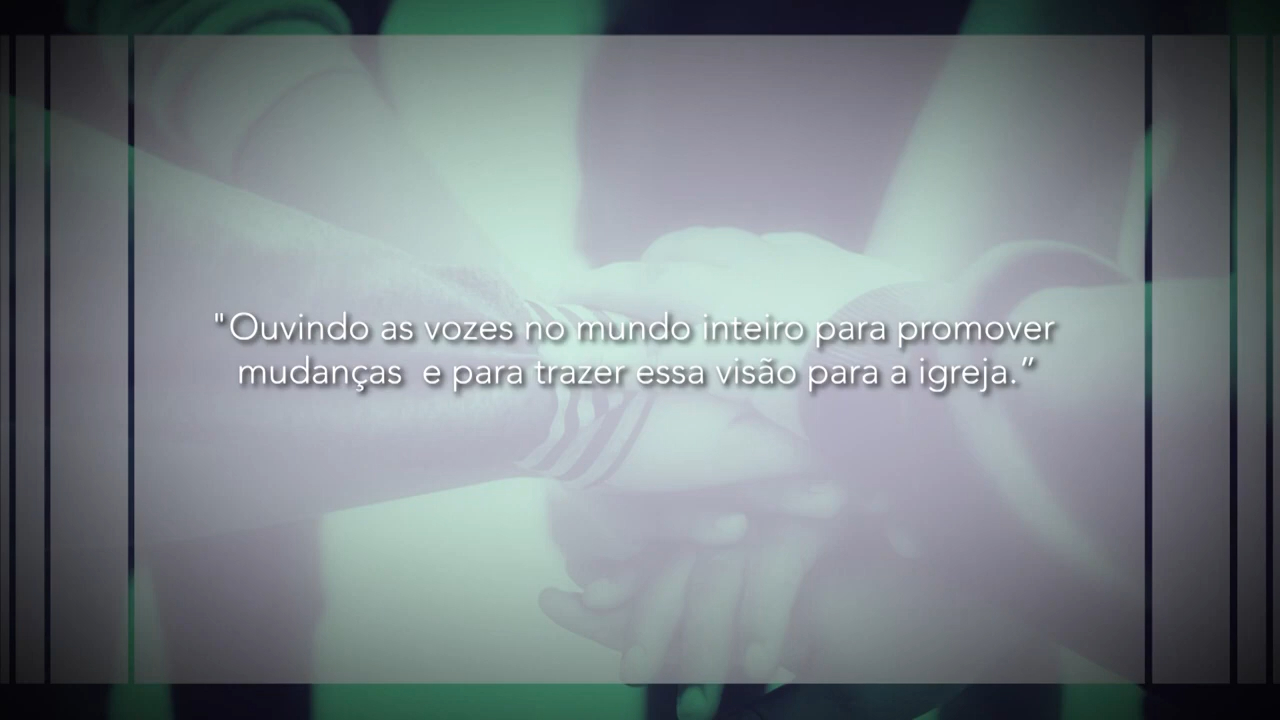 "Ouvindo as vozes no mundo inteiro para promover
mudanças  e para trazer essa visão para a igreja.”